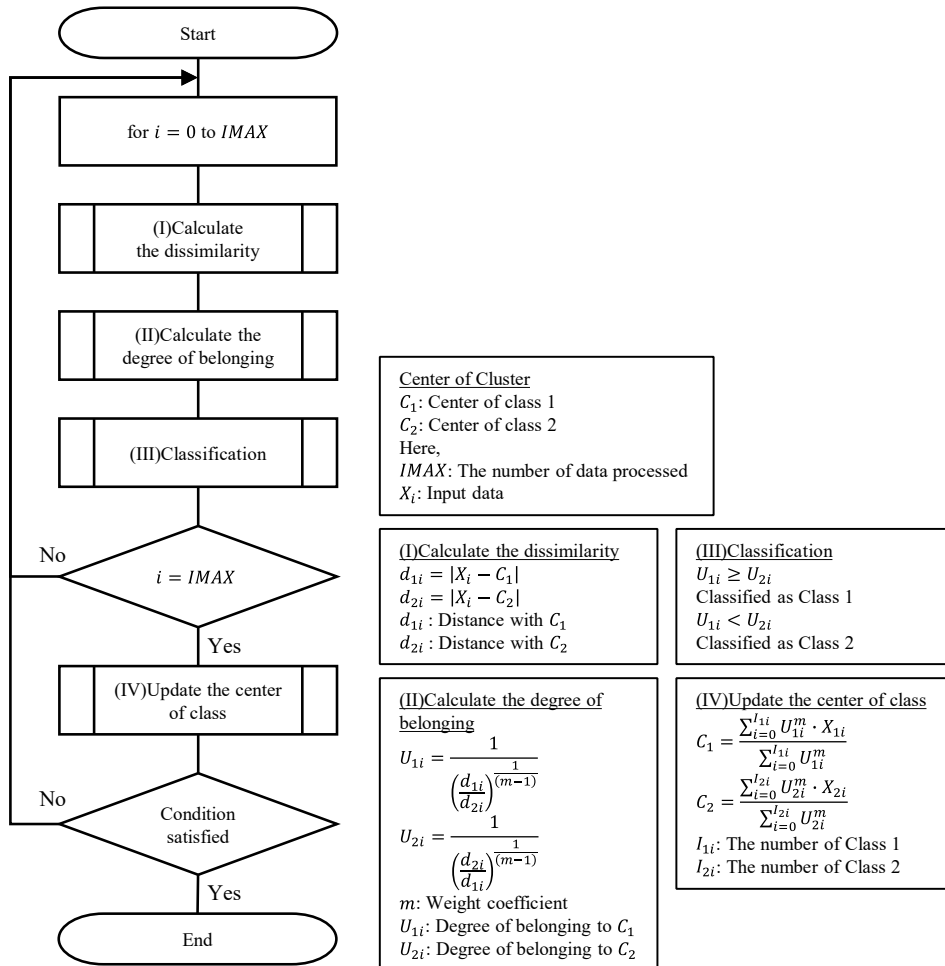 Start
for i = 0 to IMAX
(I)Calculate
the dissimilarity
(II)Calculate the
degree of belonging
(III)Classification
No
i = IMAX
Yes
(IV)Update the center
of class
No
Condition
satisfied
Yes
End
Center of Cluster
C₁: Center of class 1
C₂: Center of class 2
Here,
IMAX: The number of data processed
Xᵢ: Input data
(I)Calculate the dissimilarity
d₁ᵢ = |Xᵢ − C₁|
d₂ᵢ = |Xᵢ − C₂|
d₁ᵢ : Distance with C₁
d₂ᵢ : Distance with C₂
(III)Classification
U₁ᵢ ≥ U₂ᵢ
Classified as Class 1
U₁ᵢ < U₂ᵢ
Classified as Class 2
(II)Calculate the degree of
belonging
U₁ᵢ = 1 / (d₁ᵢ/d₂ᵢ)^(1/(m−1))
U₂ᵢ = 1 / (d₂ᵢ/d₁ᵢ)^(1/(m−1))
m: Weight coefficient
U₁ᵢ: Degree of belonging to C₁
U₂ᵢ: Degree of belonging to C₂
(IV)Update the center of class
C₁ = ∑_{i=0}^{I₁ᵢ} U₁ᵢ^m · X₁ᵢ / ∑_{i=0}^{I₁ᵢ} U₁ᵢ^m
C₂ = ∑_{i=0}^{I₂ᵢ} U₂ᵢ^m · X₂ᵢ / ∑_{i=0}^{I₂ᵢ} U₂ᵢ^m
I₁ᵢ: The number of Class 1
I₂ᵢ: The number of Class 2